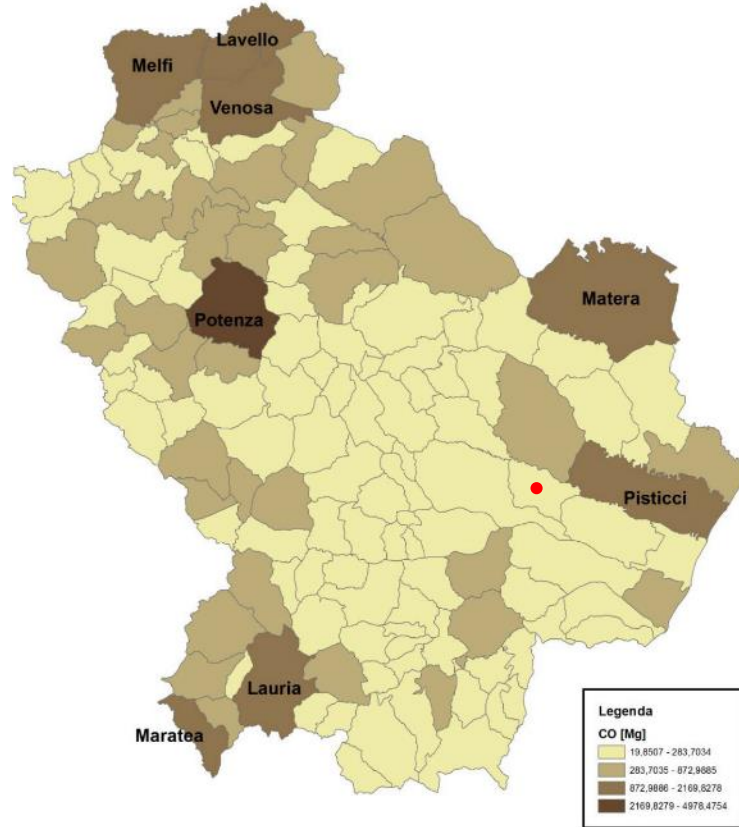 Lavello
Melfi
Venosa
Matera
Potenza
Pisticci
Lauria
Maratea
Legenda
CO [Mg]
19,8507 - 283,7034
283,7035 - 872,9885
872,9886 - 2169,8278
2169,8279 - 4978,4754